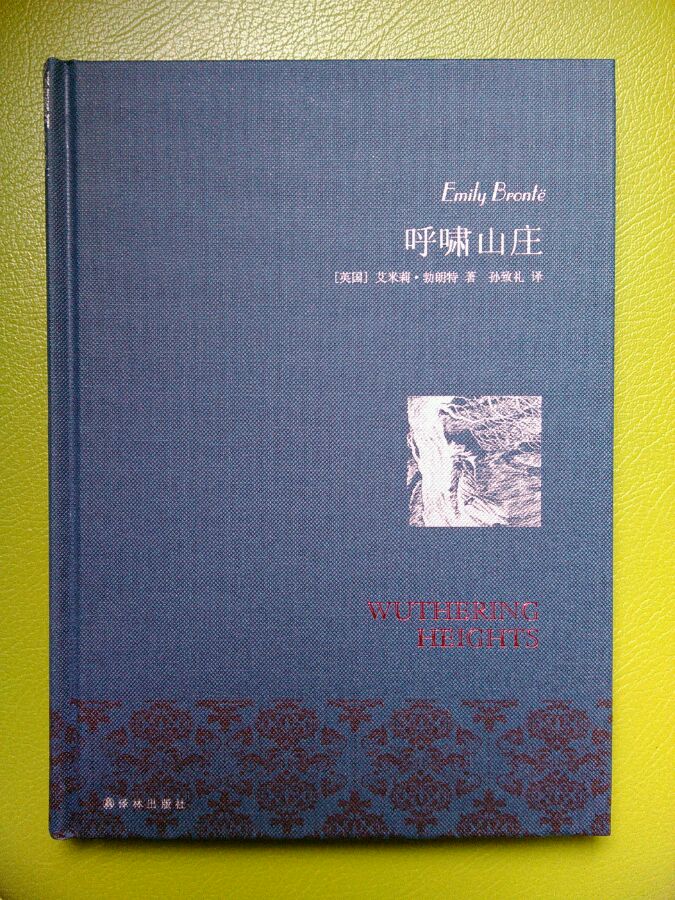 Emily Brontë
呼啸山庄
[英国] 艾米莉·勃朗特 著 孙致礼 译
WUTHERING
HEIGHTS
译林出版社